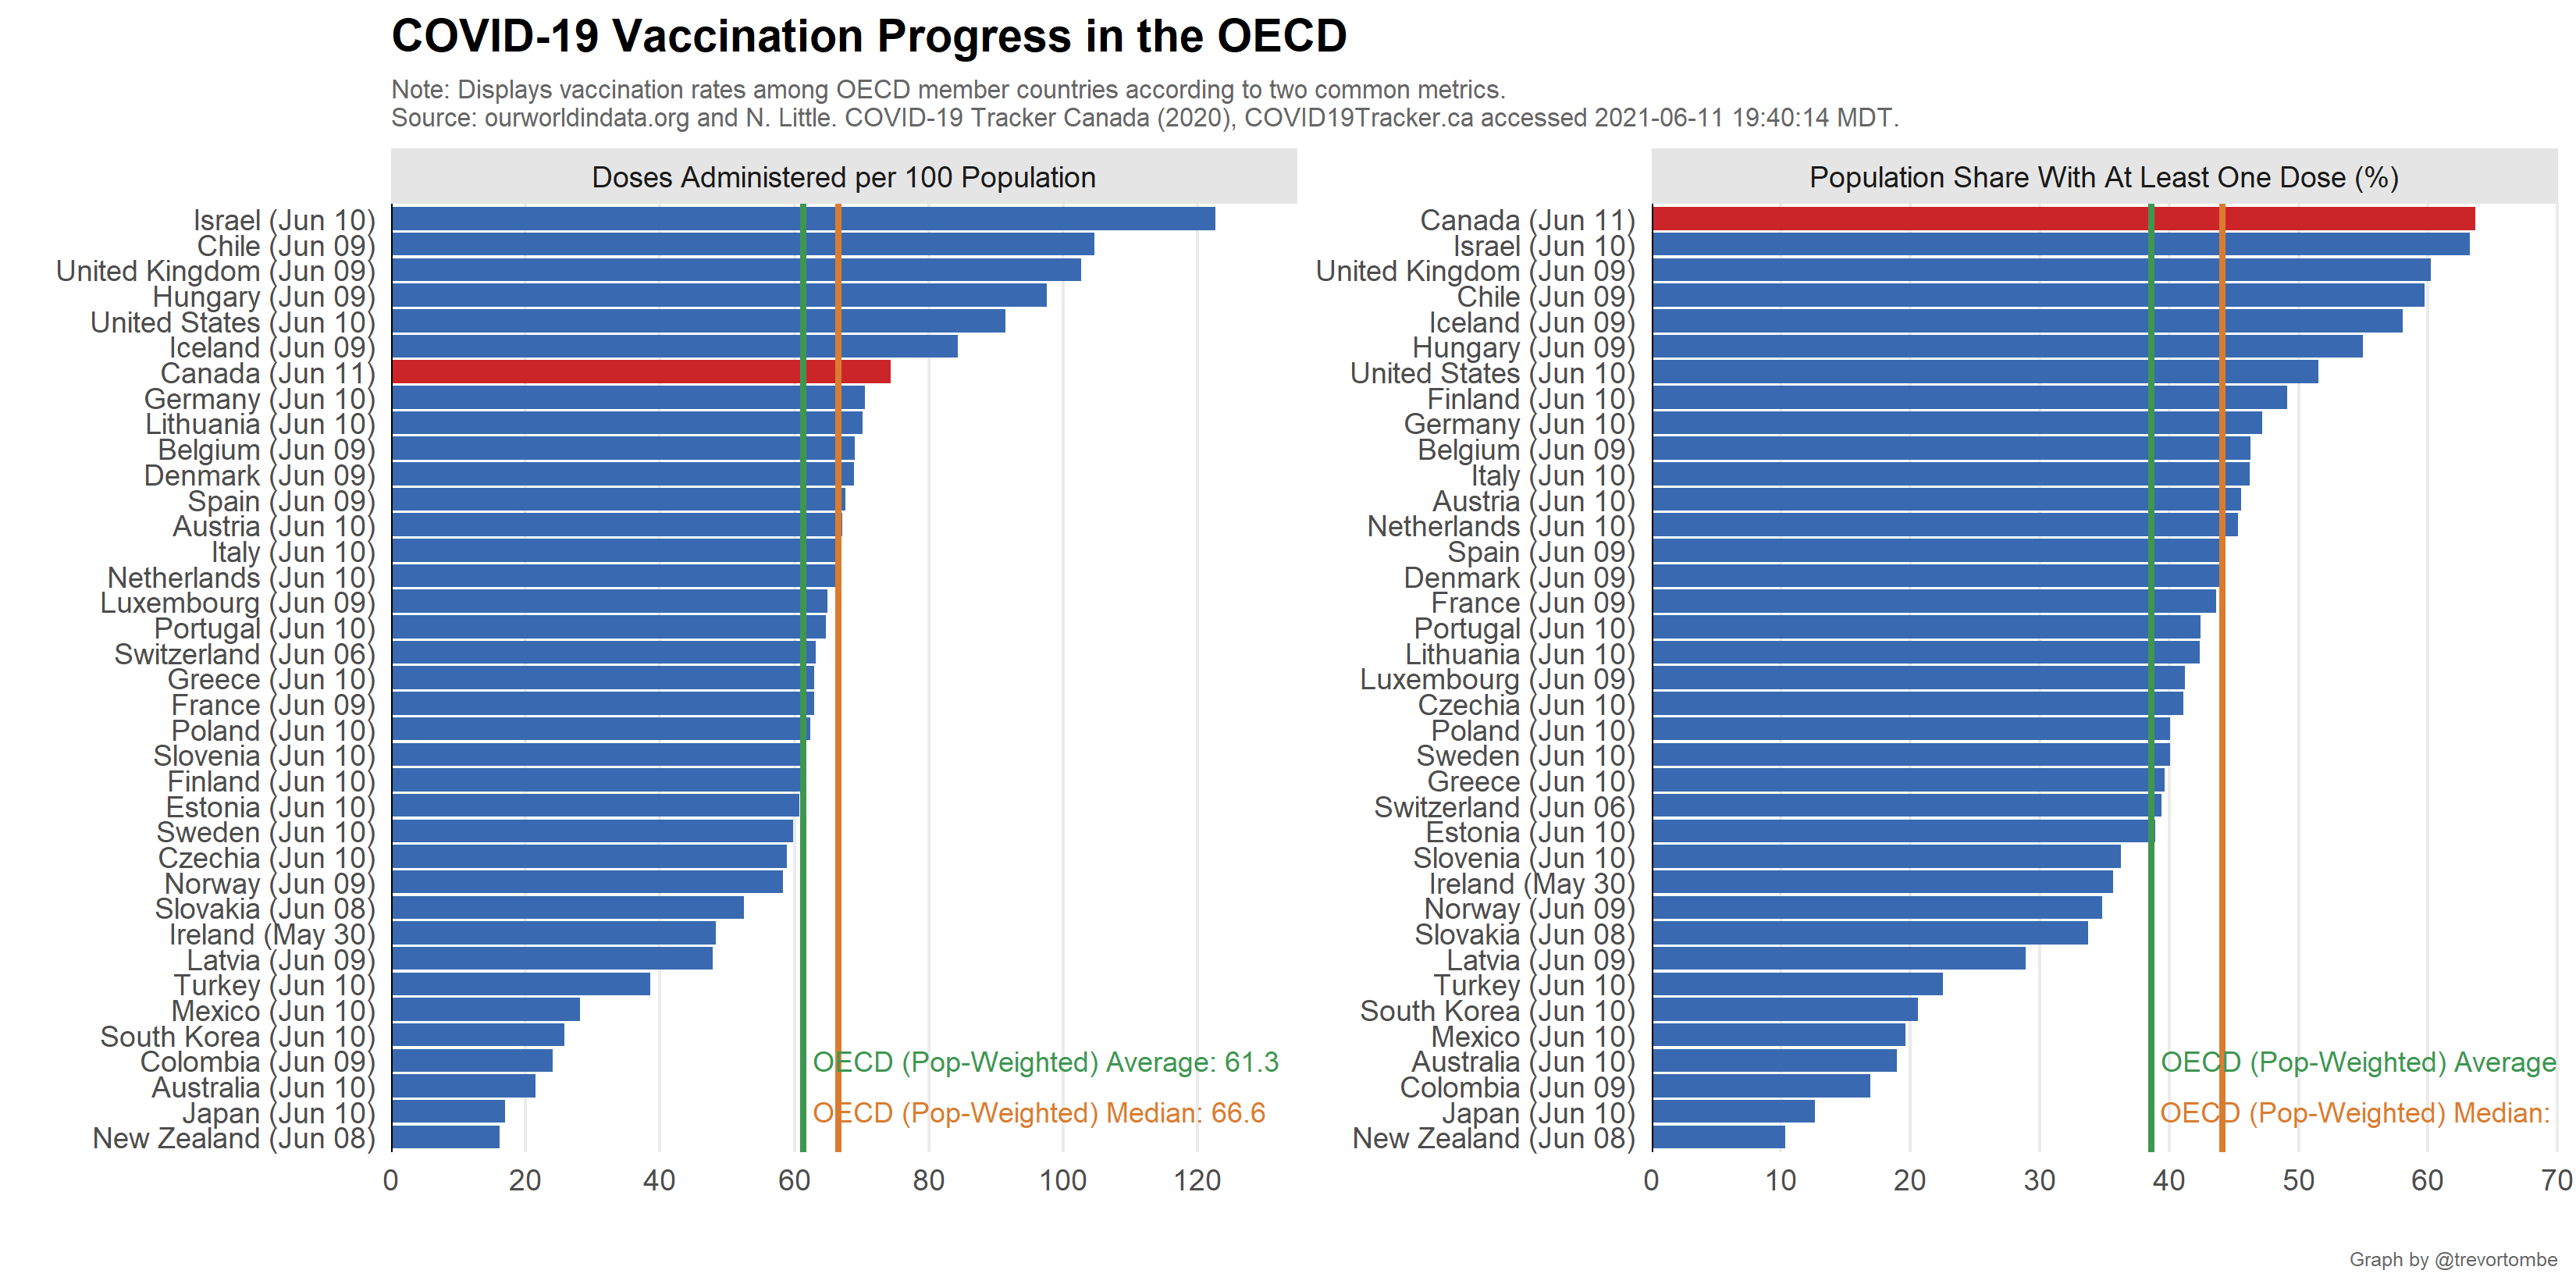 COVID-19 Vaccination Progress in the OECD
Note: Displays vaccination rates among OECD member countries according to two common metrics.
Source: ourworldindata.org and N. Little. COVID-19 Tracker Canada (2020), COVID19Tracker.ca accessed 2021-06-11 19:40:14 MDT.
Doses Administered per 100 Population
Israel (Jun 10)
Chile (Jun 09)
United Kingdom (Jun 09)
Hungary (Jun 09)
United States (Jun 10)
Iceland (Jun 09)
Canada (Jun 11)
Germany (Jun 10)
Lithuania (Jun 10)
Belgium (Jun 09)
Denmark (Jun 09)
Spain (Jun 09)
Austria (Jun 10)
Italy (Jun 10)
Netherlands (Jun 10)
Luxembourg (Jun 09)
Portugal (Jun 10)
Switzerland (Jun 06)
Greece (Jun 10)
France (Jun 09)
Poland (Jun 10)
Slovenia (Jun 10)
Finland (Jun 10)
Estonia (Jun 10)
Sweden (Jun 10)
Czechia (Jun 10)
Norway (Jun 09)
Slovakia (Jun 08)
Ireland (May 30)
Latvia (Jun 09)
Turkey (Jun 10)
Mexico (Jun 10)
South Korea (Jun 10)
Colombia (Jun 09)
Australia (Jun 10)
Japan (Jun 10)
New Zealand (Jun 08)
OECD (Pop-Weighted) Average: 61.3
OECD (Pop-Weighted) Median: 66.6
0 20 40 60 80 100 120
Population Share With At Least One Dose (%)
Canada (Jun 11)
Israel (Jun 10)
United Kingdom (Jun 09)
Chile (Jun 09)
Iceland (Jun 09)
Hungary (Jun 09)
United States (Jun 10)
Finland (Jun 10)
Germany (Jun 10)
Belgium (Jun 09)
Italy (Jun 10)
Austria (Jun 10)
Netherlands (Jun 10)
Spain (Jun 09)
Denmark (Jun 09)
France (Jun 09)
Portugal (Jun 10)
Lithuania (Jun 10)
Luxembourg (Jun 09)
Czechia (Jun 10)
Poland (Jun 10)
Sweden (Jun 10)
Greece (Jun 10)
Switzerland (Jun 06)
Estonia (Jun 10)
Slovenia (Jun 10)
Ireland (May 30)
Norway (Jun 09)
Slovakia (Jun 08)
Latvia (Jun 09)
Turkey (Jun 10)
South Korea (Jun 10)
Mexico (Jun 10)
Australia (Jun 10)
Colombia (Jun 09)
Japan (Jun 10)
New Zealand (Jun 08)
OECD (Pop-Weighted) Average
OECD (Pop-Weighted) Median:
0 10 20 30 40 50 60 70
Graph by @trevortombe